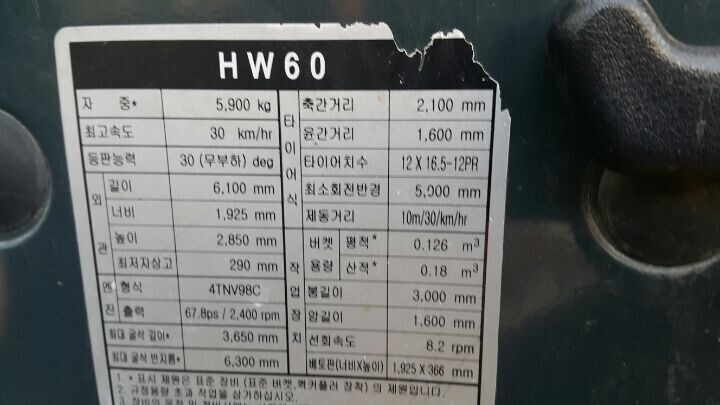 HW60
자 중* 5,900 kg
최고속도 30 km/hr
등판능력 30 (무부하) deg
외관
길이 6,100 mm
너비 1,925 mm
높이 2,850 mm
최저지상고 290 mm
엔진
형식 4TNV98C
출력 67.8ps / 2,400 rpm
최대 굴삭 깊이* 3,650 mm
최대 굴삭 반지름* 6,300 mm
타이어식
축간거리 2,100 mm
윤간거리 1,600 mm
타이어치수 12 X 16.5-12PR
최소회전반경 5,000 mm
제동거리 10m/30/km/hr
작업장치
버켓용량
평적* 0.126 m³
산적* 0.18 m³
붐길이 3,000 mm
암길이 1,600 mm
선회속도 8.2 rpm
배토판(너비X높이) 1,925 X 366 mm
1. * 표시 제원은 표준 장비 (표준 버켓,퀵커플러 장착) 의 제원입니다.
2. 규정용량 초과 작업을 삼가하십시오.